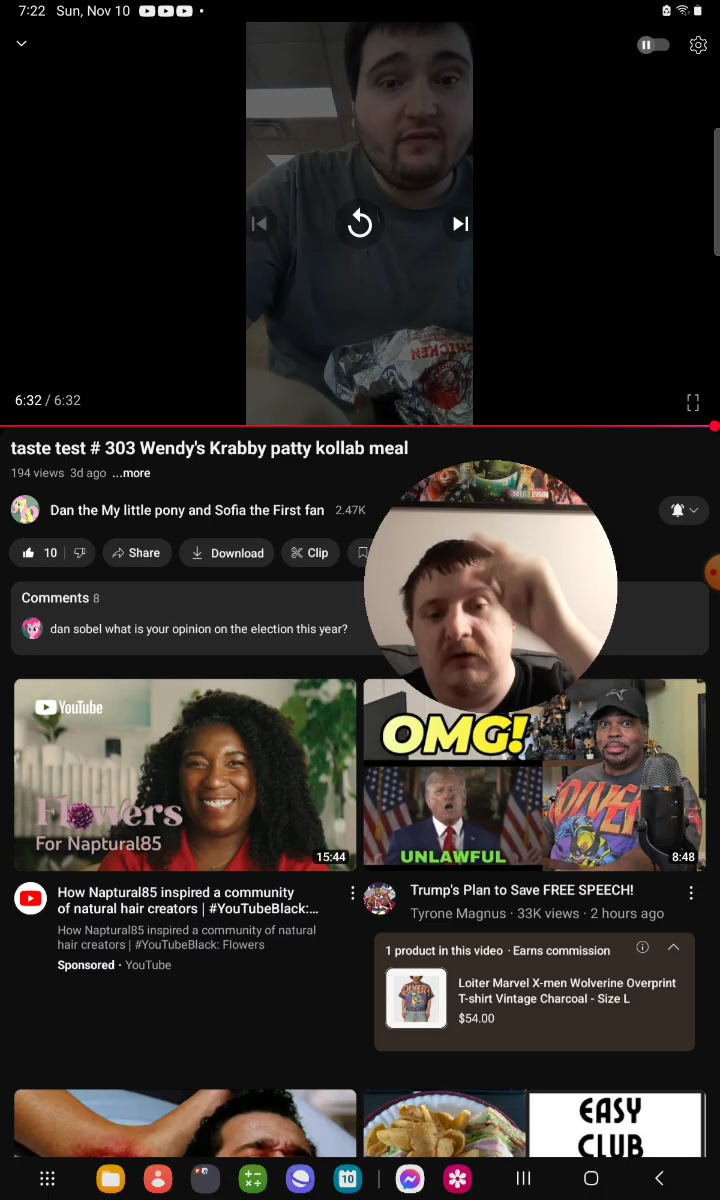 7:22 Sun, Nov 10
CHICKEN
6:32 / 6:32
taste test # 303 Wendy's Krabby patty kollab meal
194 views 3d ago ...more
Dan the My little pony and Sofia the First fan 2.47K
10
Share
Download
Clip
Comments 8
dan sobel what is your opinion on the election this year?
YouTube
Flowers
For Naptural85
15:44
OMG!
UNLAWFUL
8:48
How Naptural85 inspired a community
of natural hair creators | #YouTubeBlack:...
How Naptural85 inspired a community of natural
hair creators | #YouTubeBlack: Flowers
Sponsored · YouTube
Trump's Plan to Save FREE SPEECH!
Tyrone Magnus · 33K views · 2 hours ago
1 product in this video · Earns commission
Loiter Marvel X-men Wolverine Overprint
T-shirt Vintage Charcoal - Size L
$54.00
EASY
CLUB
10